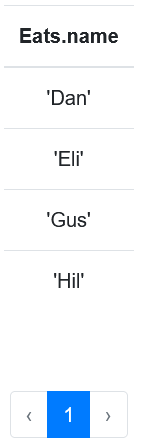 Eats.name
'Dan'
'Eli'
'Gus'
'Hil'
‹ 1 ›